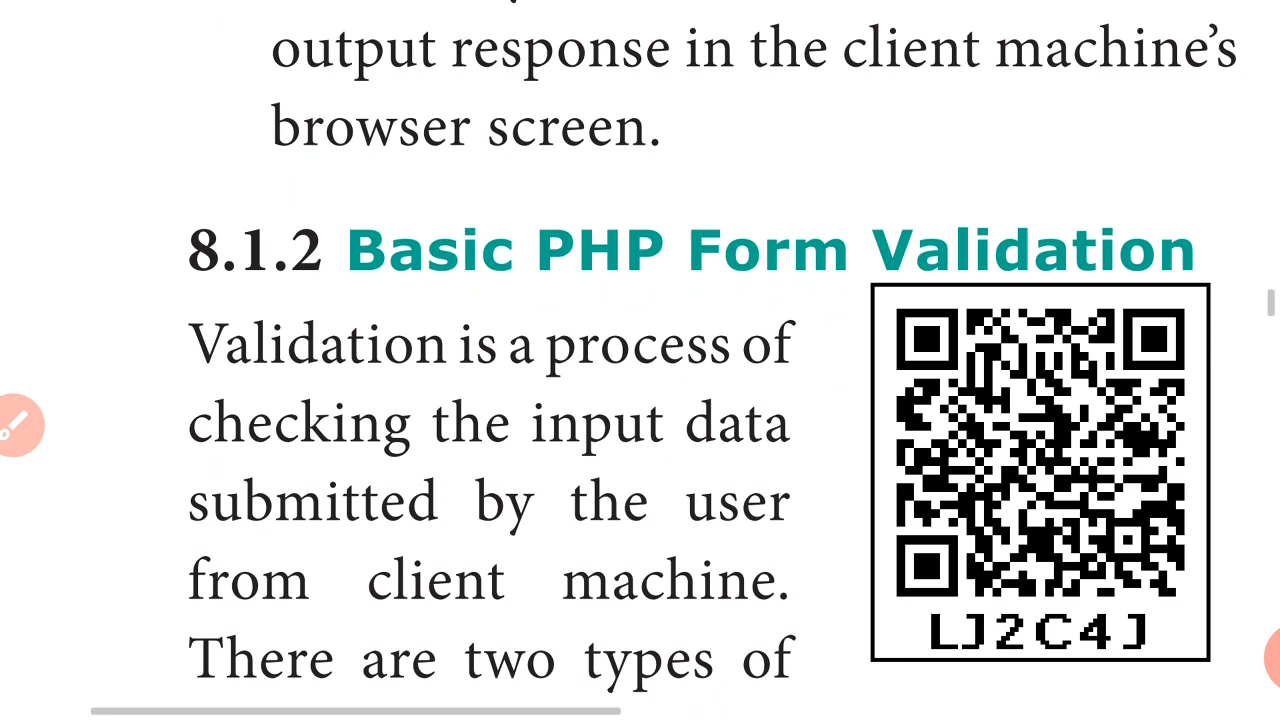 output response in the client machine’s
browser screen.
8.1.2 Basic PHP Form Validation
Validation is a process of
checking the input data
submitted by the user
from client machine.
There are two types of
LJ2C4J